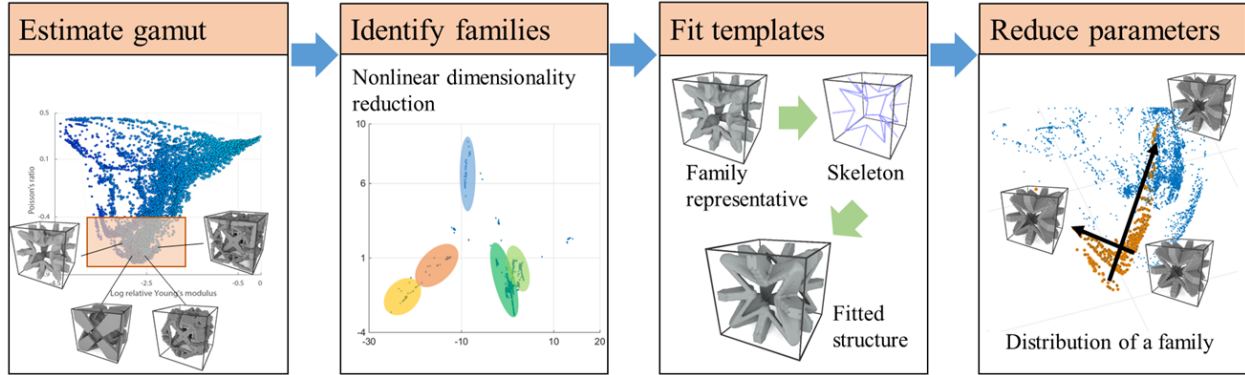 Estimate gamut
0.5
0.1
-0.4
Poisson's ratio
-2.5
-0.5
0
Log relative Young's modulus
Identify families
Nonlinear dimensionality
reduction
10
6
1
-4
-30
-10
10
20
Fit templates
Family
representative
Skeleton
Fitted
structure
Reduce parameters
Distribution of a family